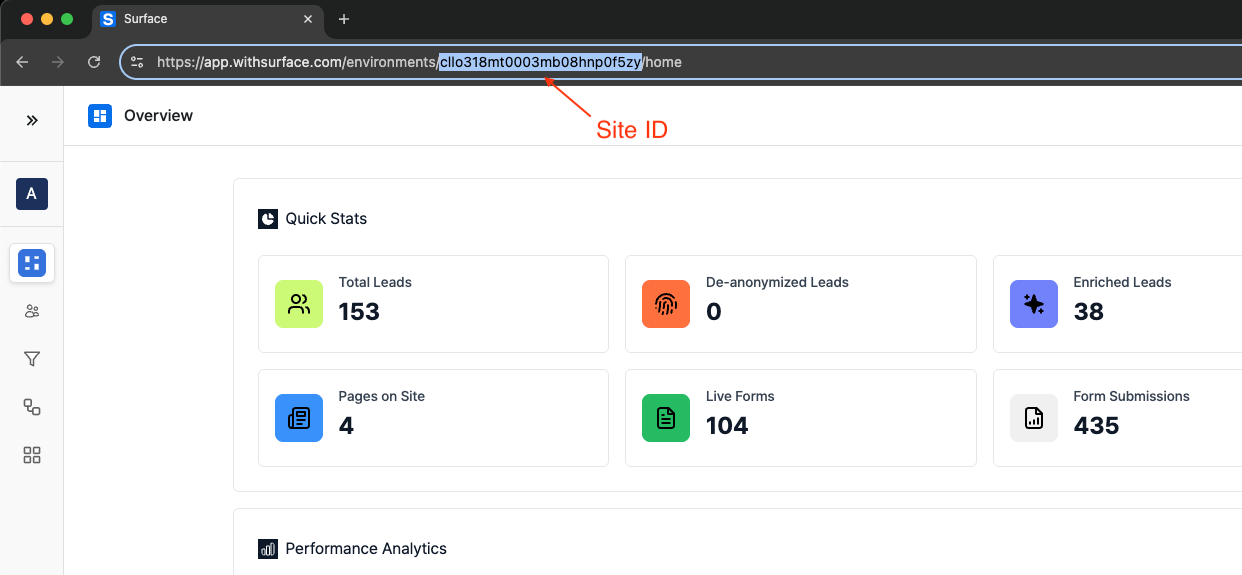 S Surface
https://app.withsurface.com/environments/cllo318mt0003mb08hnp0f5zy/home
Site ID
Overview
A
Quick Stats
Total Leads
153
De-anonymized Leads
0
Enriched Leads
38
Pages on Site
4
Live Forms
104
Form Submissions
435
Performance Analytics